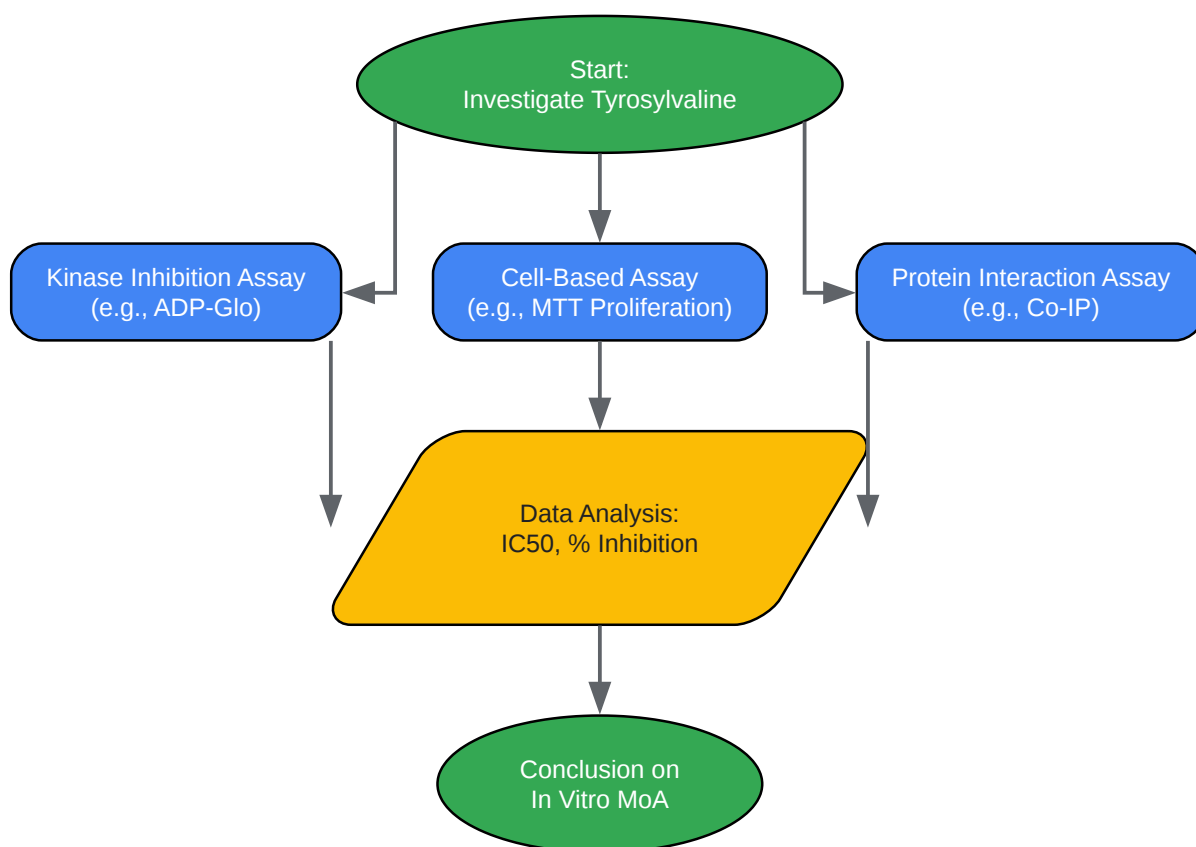 Start:
Investigate Tyrosylvaline
Kinase Inhibition Assay
(e.g., ADP-Glo)
Cell-Based Assay
(e.g., MTT Proliferation)
Protein Interaction Assay
(e.g., Co-IP)
Data Analysis:
IC50, % Inhibition
Conclusion on
In Vitro MoA